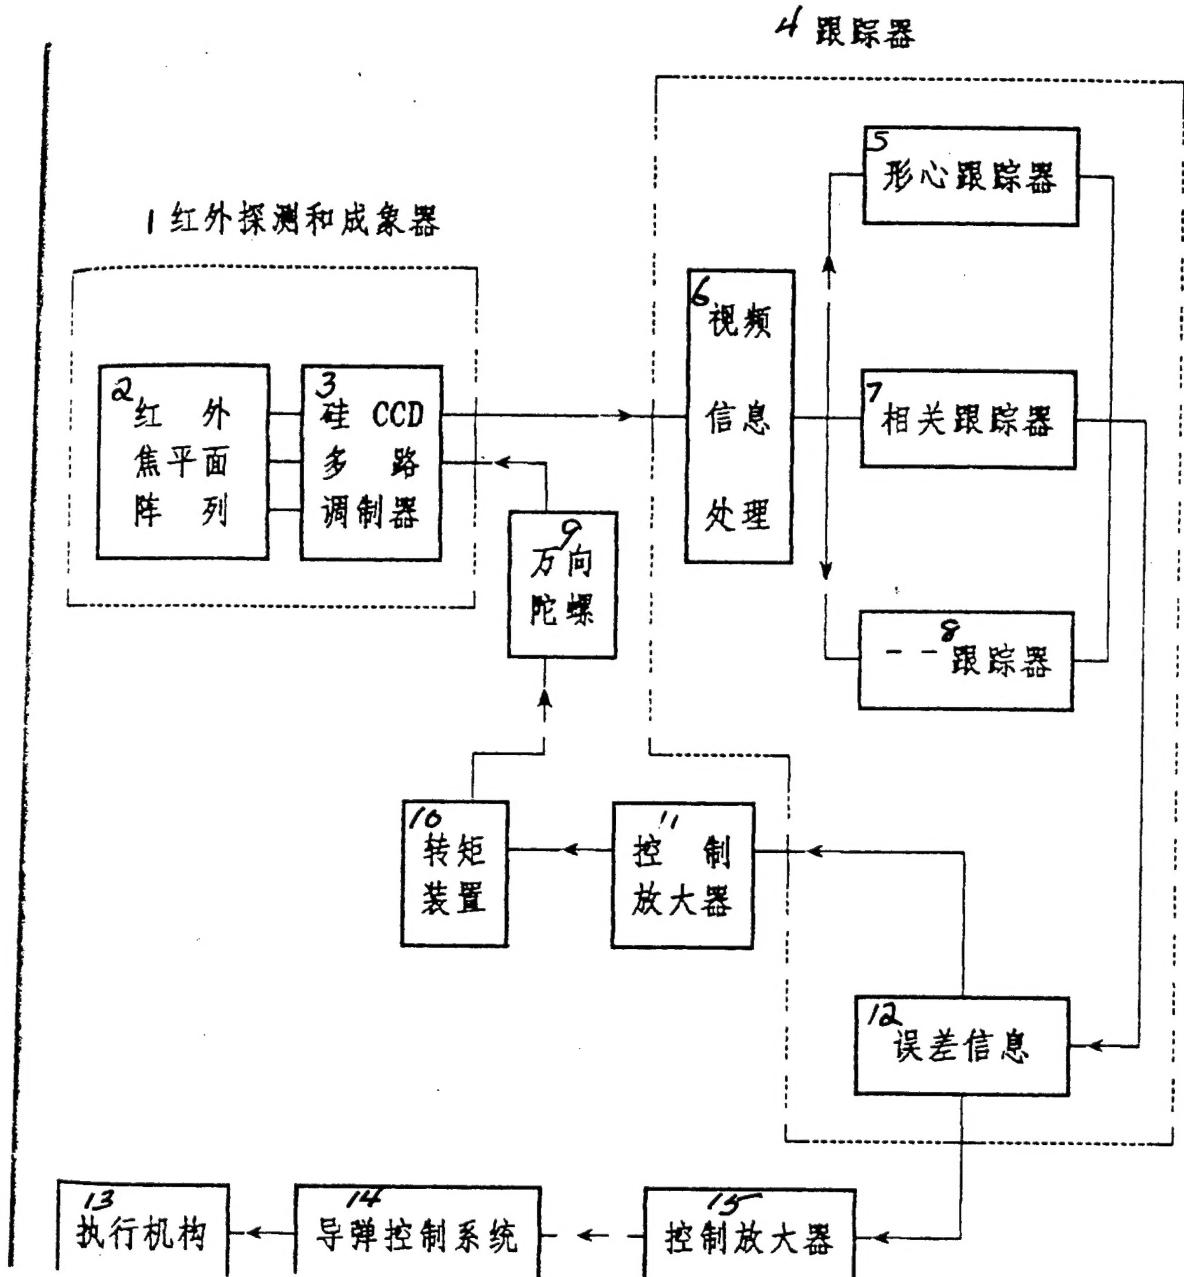 4 跟踪器
5
形心跟踪器
1 红外探测和成象器
6
视频
信息
处理
2
红 外
焦平面
阵 列
3
硅 CCD
多 路
调制器
7
相关跟踪器
9
万向
陀螺
8
-- 跟踪器
10
转矩
装置
11
控 制
放大器
12
误差信息
13
执行机构
14
导弹控制系统
15
控制放大器